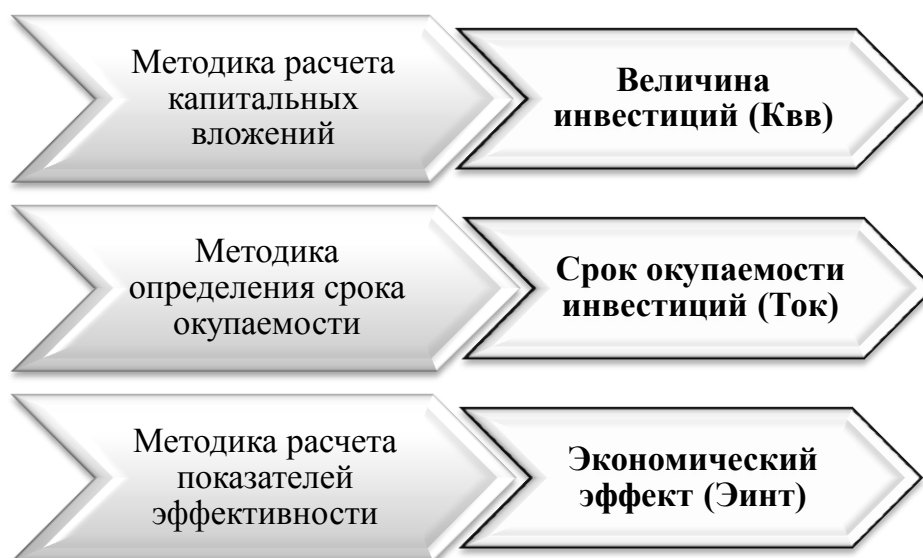 Методика расчета
капитальных
вложений
Величина
инвестиций (Квв)
Методика
определения срока
окупаемости
Срок окупаемости
инвестиций (Ток)
Методика расчета
показателей
эффективности
Экономический
эффект (Эинт)